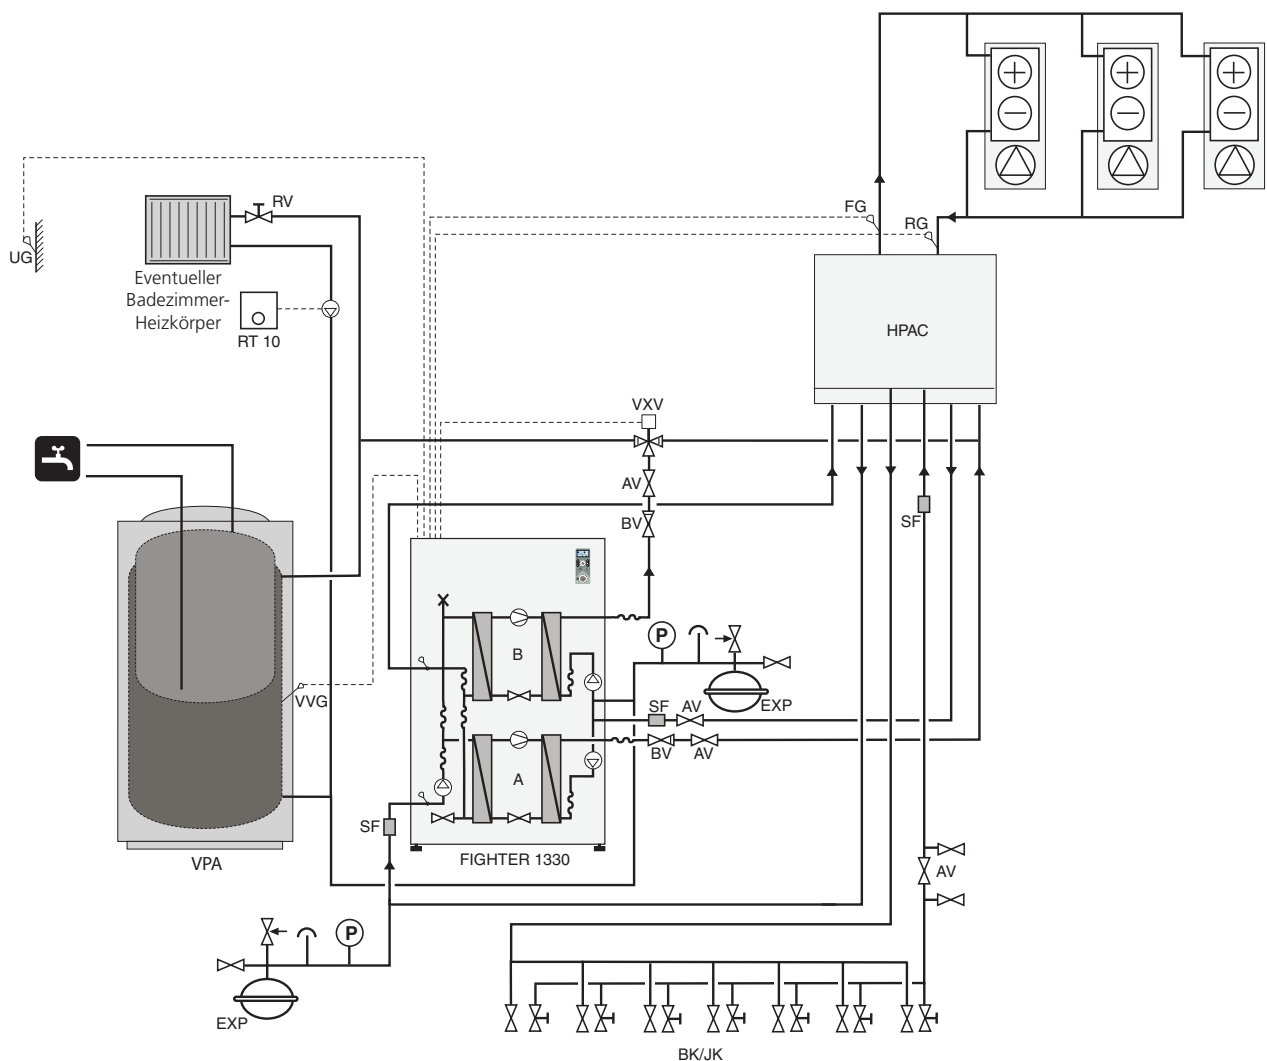 FG
RG
RV
UG
Eventueller
Badezimmer-
Heizkörper
RT 10
HPAC
VXV
AV
BV
SF
P
B
VVG
SF
AV
EXP
BV
AV
A
SF
FIGHTER 1330
VPA
AV
P
EXP
BK/JK